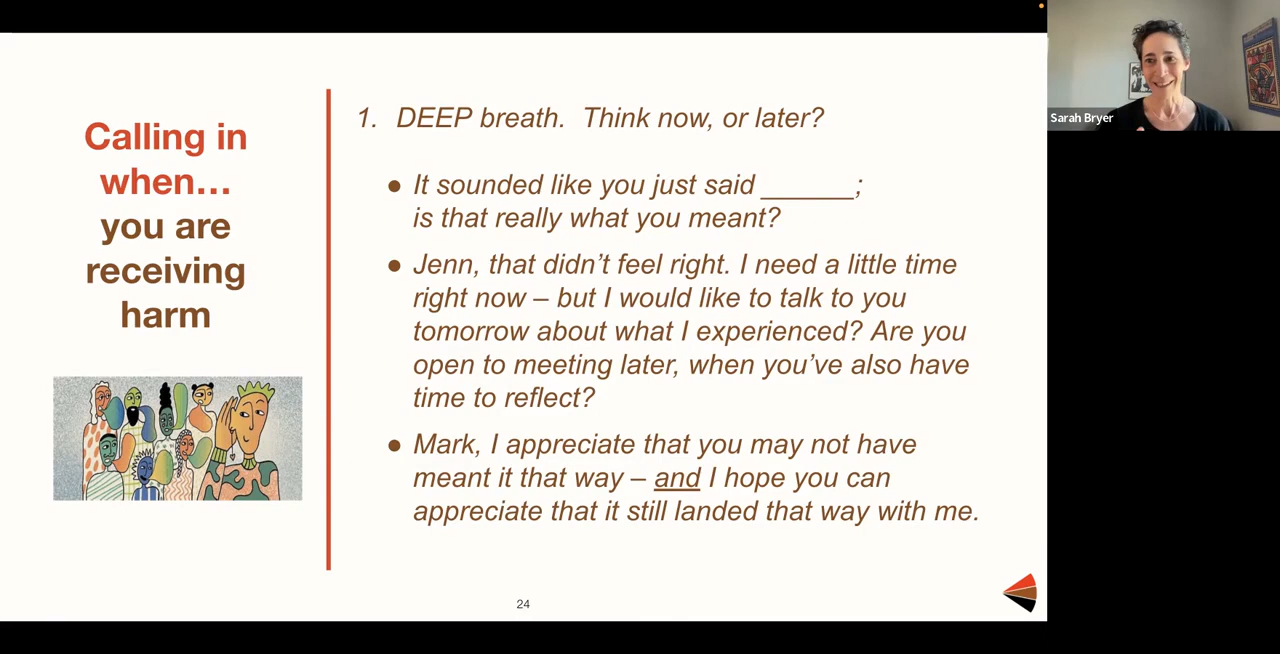 Calling in
when…
you are
receiving
harm
1. DEEP breath. Think now, or later?
● It sounded like you just said ______;
is that really what you meant?
● Jenn, that didn’t feel right. I need a little time
right now – but I would like to talk to you
tomorrow about what I experienced? Are you
open to meeting later, when you’ve also have
time to reflect?
● Mark, I appreciate that you may not have
meant it that way – and I hope you can
appreciate that it still landed that way with me.
24
Sarah Bryer